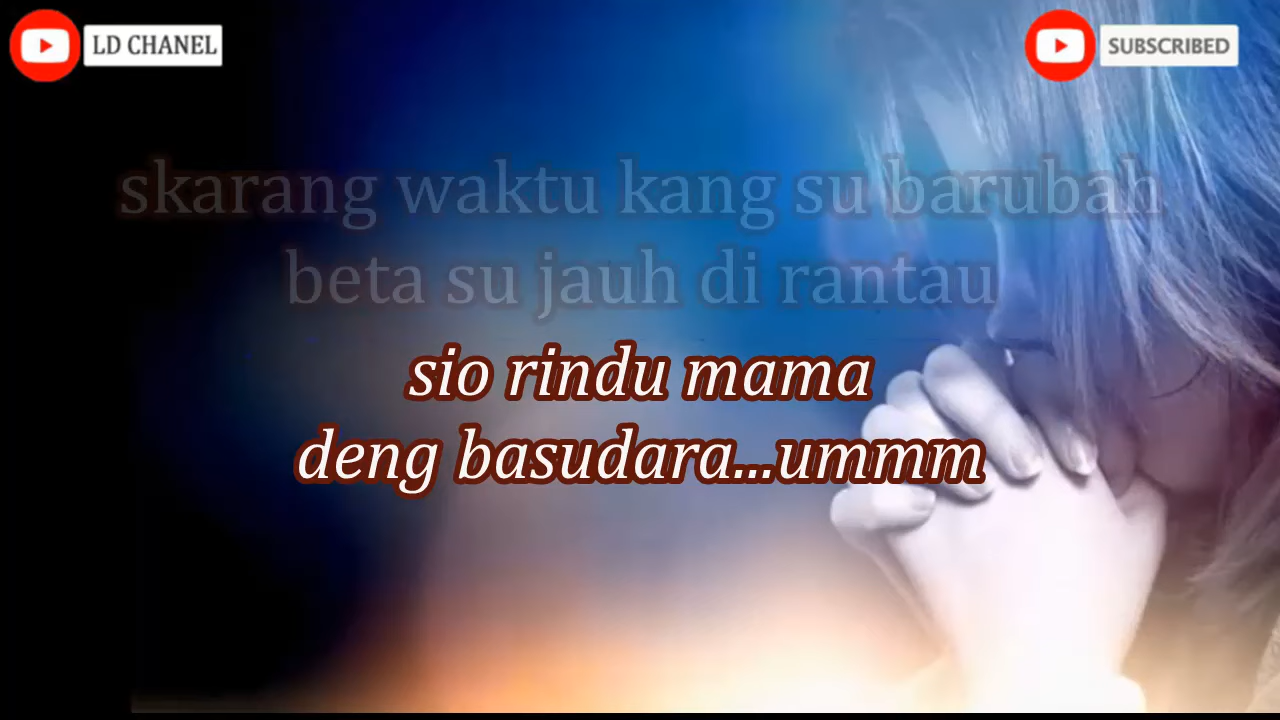 LD CHANEL
SUBSCRIBED
skarang waktu kang su barubah
beta su jauh di rantau
sio rindu mama
deng basudara...ummm